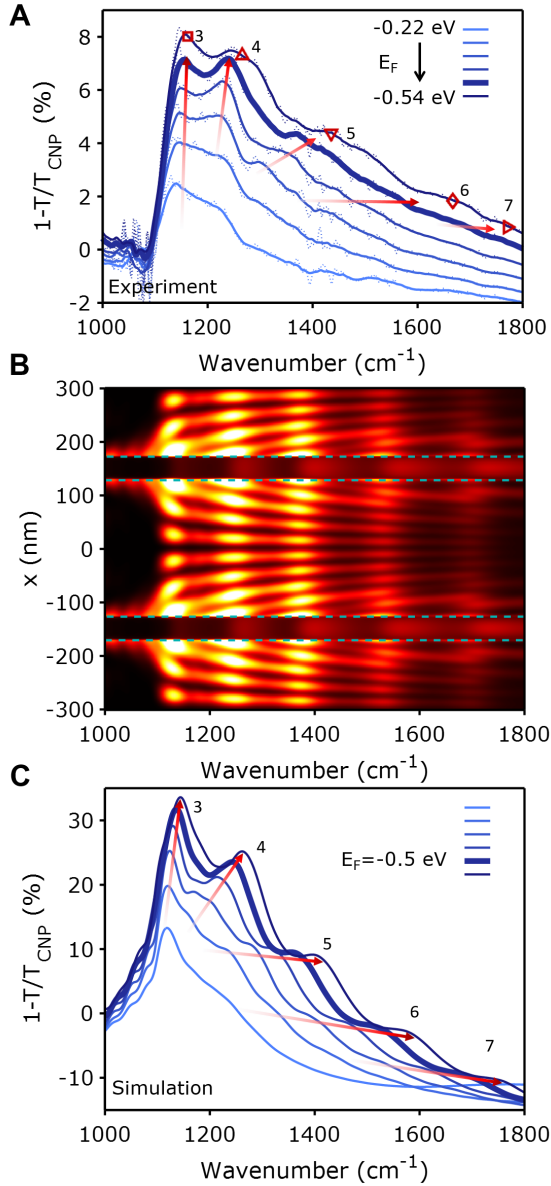 A
8
6
4
2
0
-2
1-T/T_CNP (%)
3
4
5
6
7
-0.22 eV
E_F
-0.54 eV
Experiment
1000
1200
1400
1600
1800
Wavenumber (cm⁻¹)
B
300
200
100
0
-100
-200
-300
x (nm)
1000
1200
1400
1600
1800
Wavenumber (cm⁻¹)
C
30
20
10
0
-10
1-T/T_CNP (%)
3
4
5
6
7
E_F=-0.5 eV
Simulation
1000
1200
1400
1600
1800
Wavenumber (cm⁻¹)